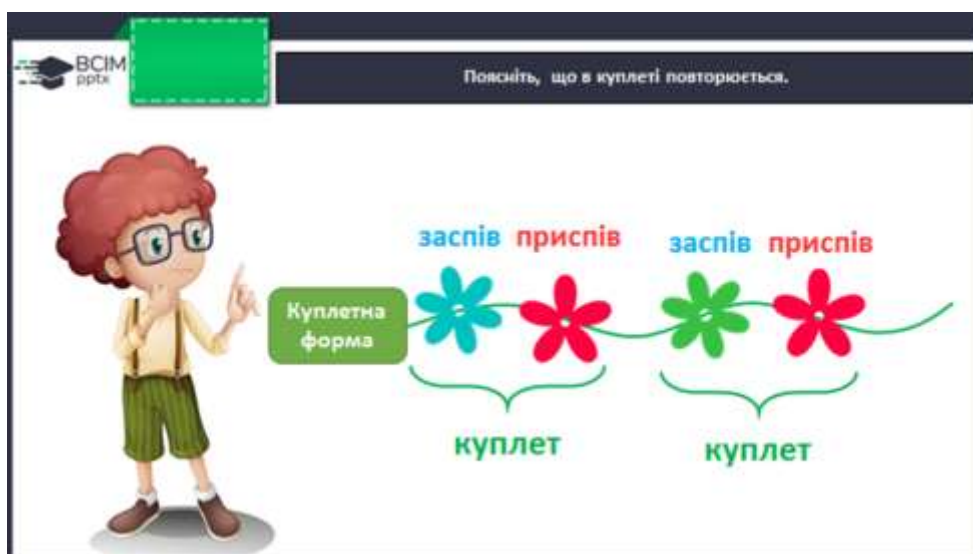 ВСІМ
pptx
Поясніть, що в куплеті повторюється.
заспів приспів заспів приспів
Куплетна
форма
куплет куплет